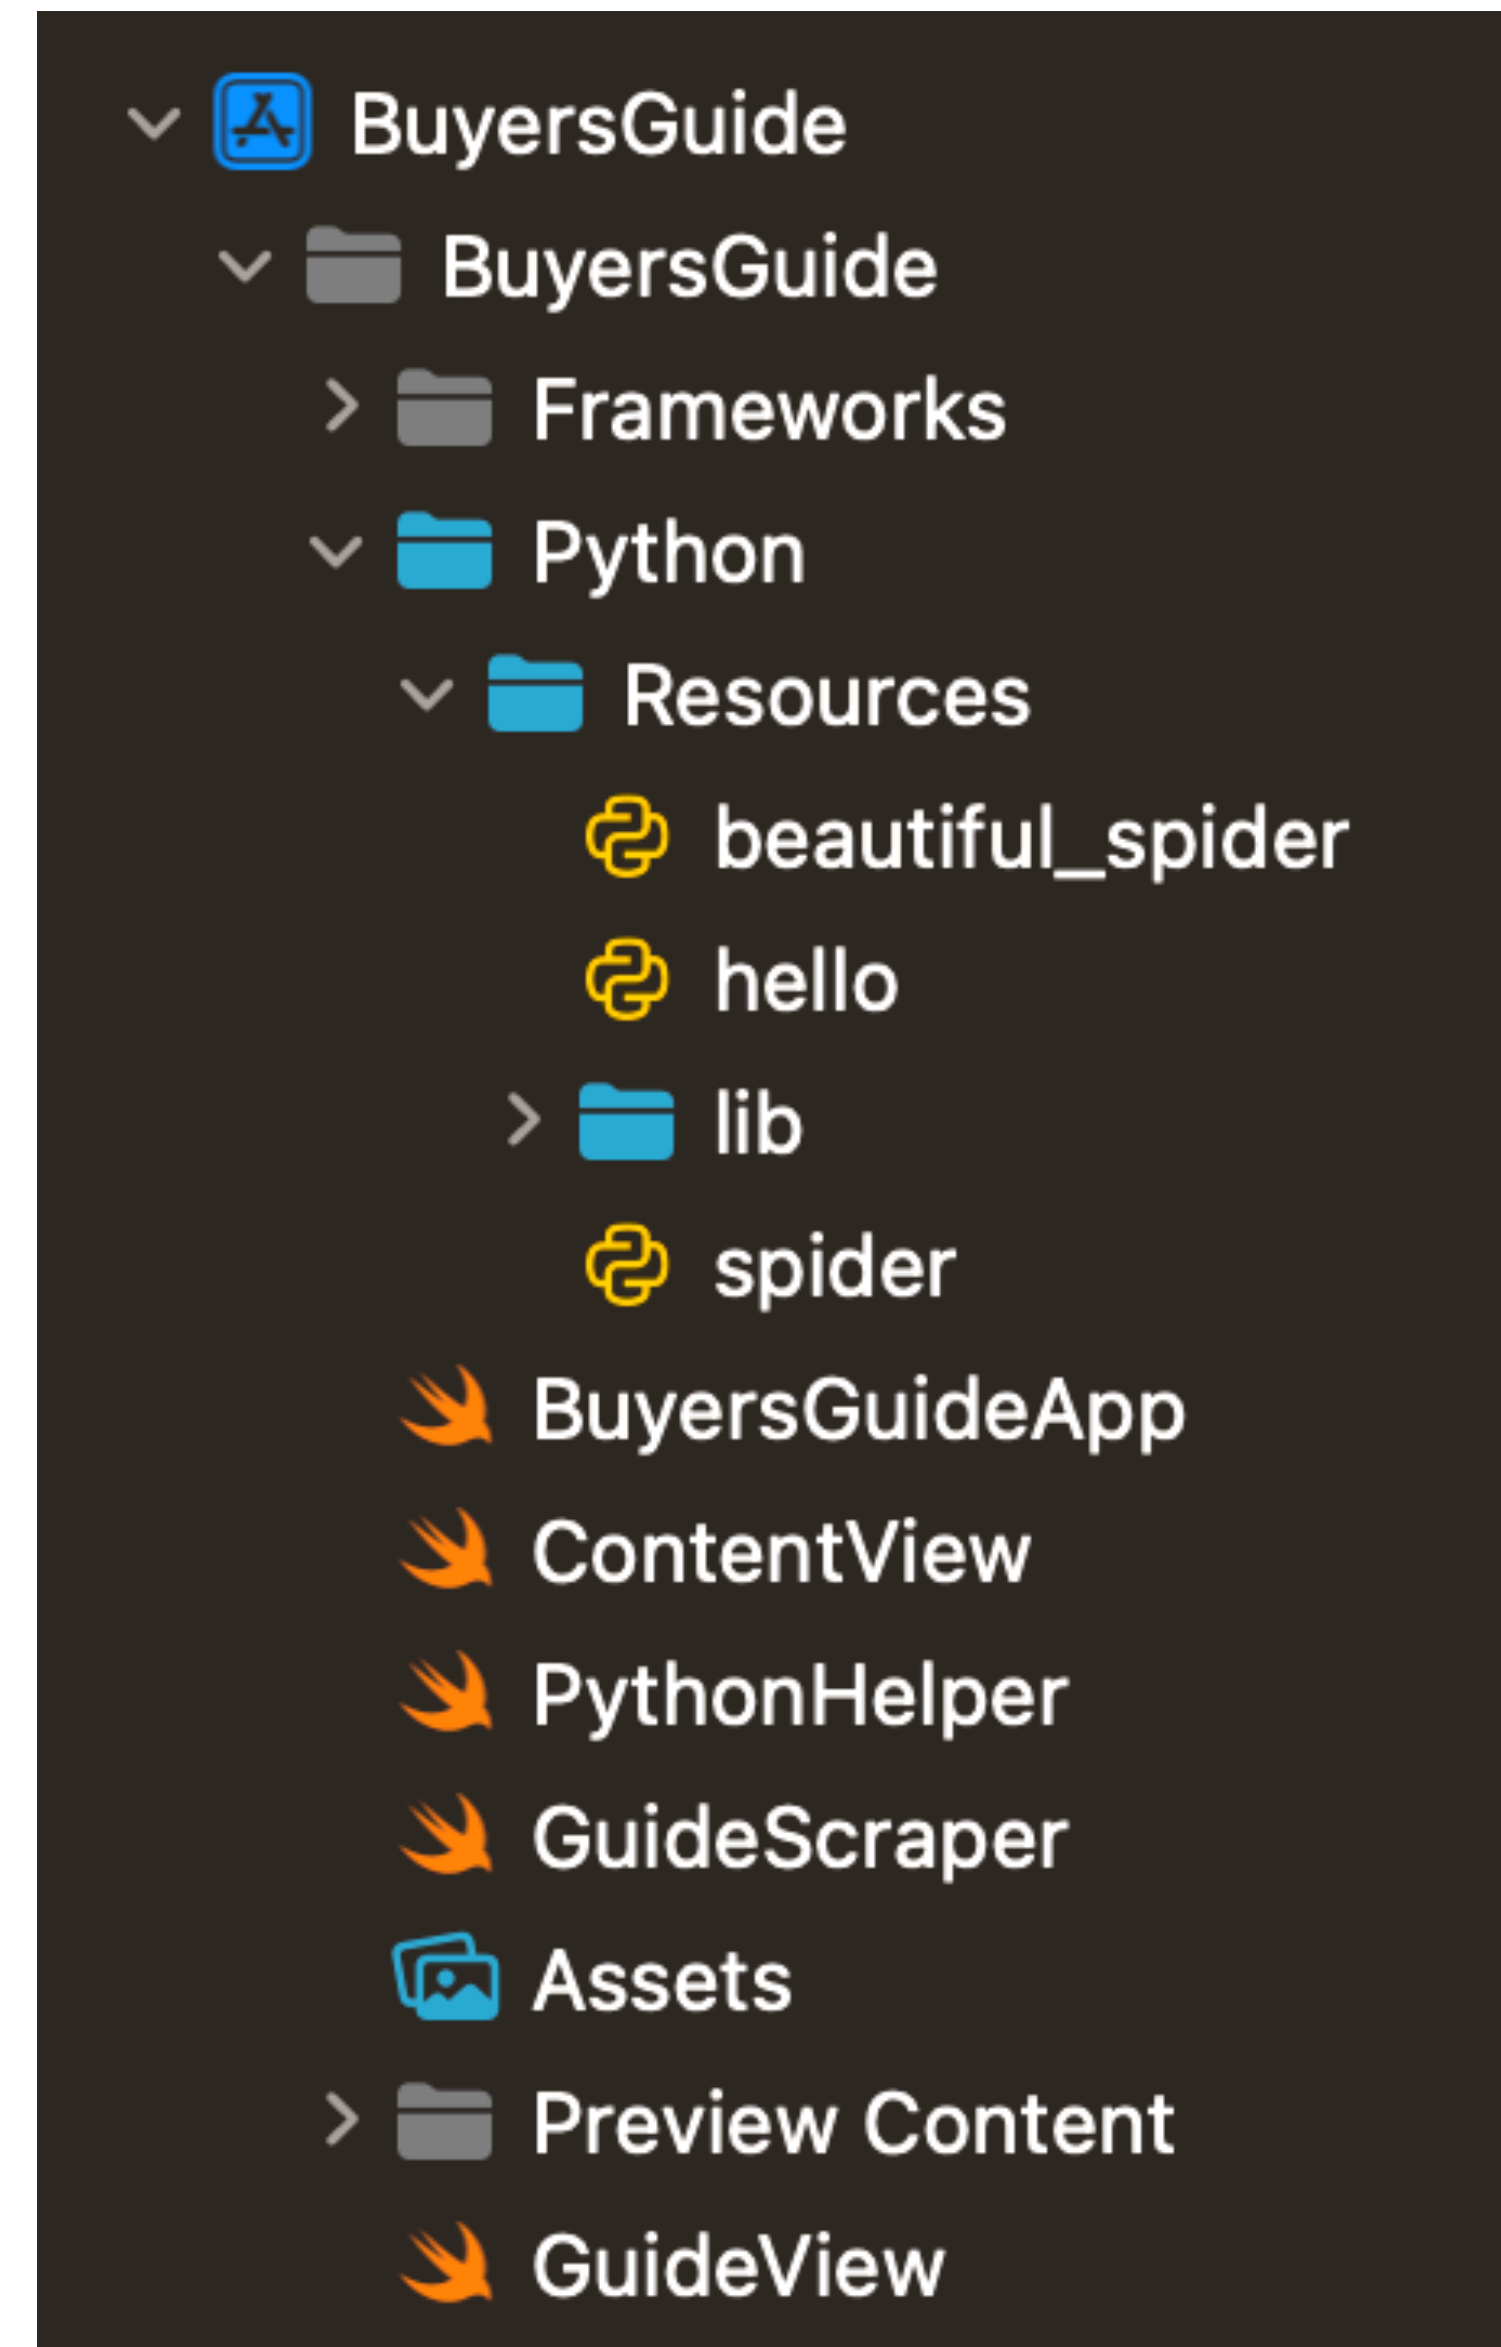 BuyersGuide
BuyersGuide
Frameworks
Python
Resources
beautiful_spider
hello
lib
spider
BuyersGuideApp
ContentView
PythonHelper
GuideScraper
Assets
Preview Content
GuideView